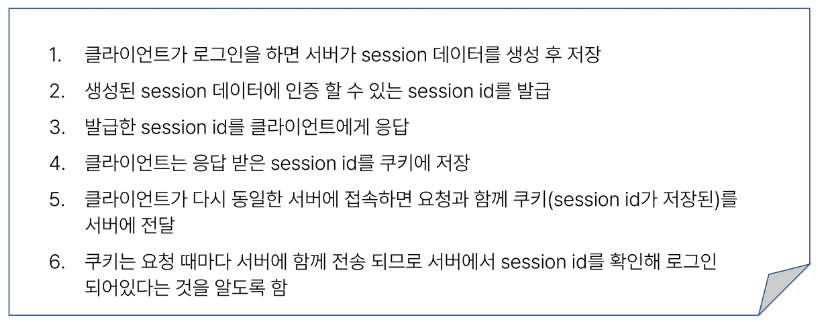 1. 클라이언트가 로그인을 하면 서버가 session 데이터를 생성 후 저장
2. 생성된 session 데이터에 인증 할 수 있는 session id를 발급
3. 발급한 session id를 클라이언트에게 응답
4. 클라이언트는 응답 받은 session id를 쿠키에 저장
5. 클라이언트가 다시 동일한 서버에 접속하면 요청과 함께 쿠키(session id가 저장된)를
서버에 전달
6. 쿠키는 요청 때마다 서버에 함께 전송 되므로 서버에서 session id를 확인해 로그인
되어있다는 것을 알도록 함